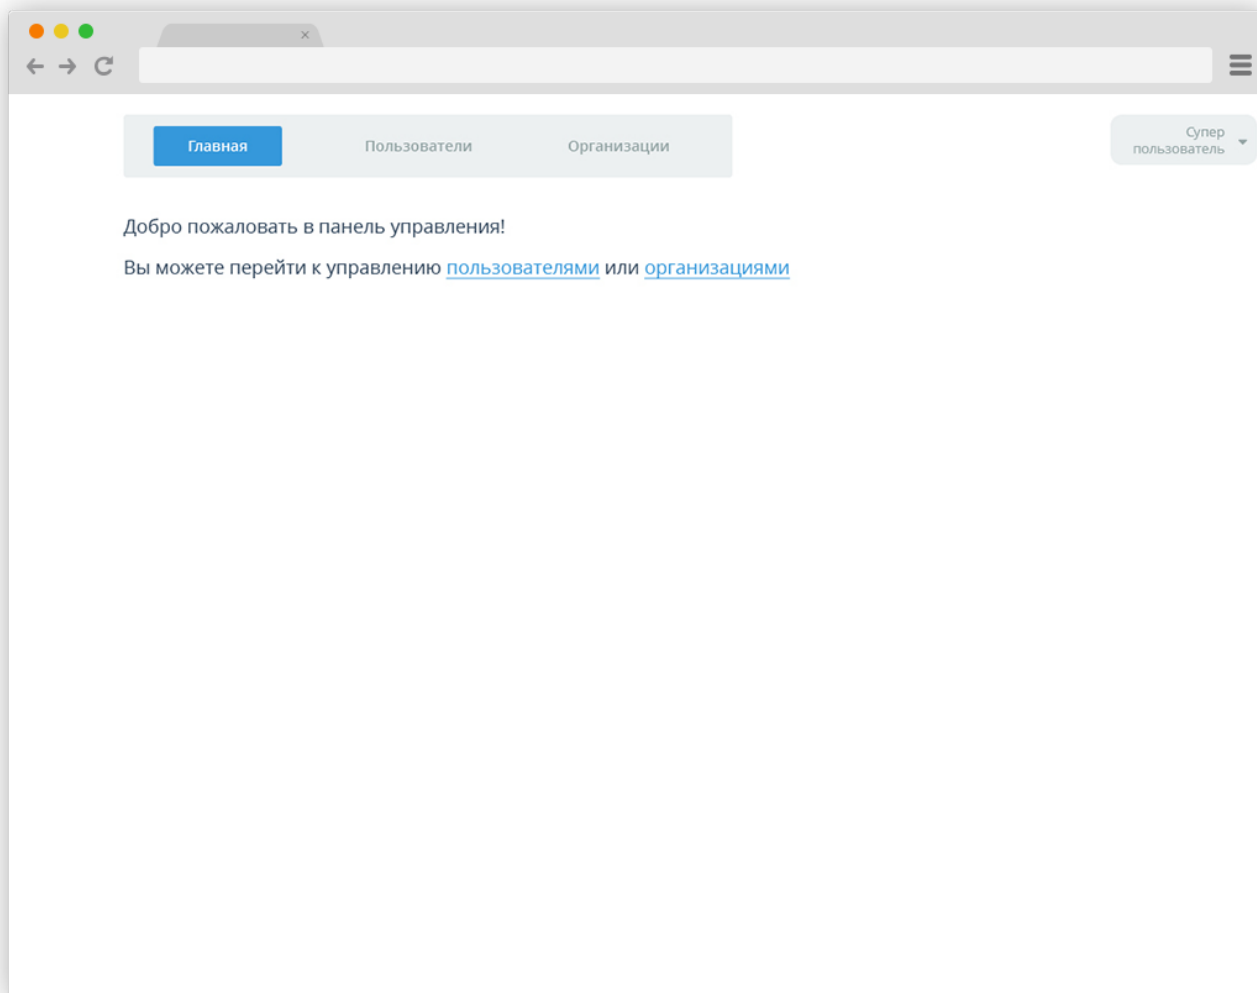 Главная Пользователи Организации
Супер
пользователь
Добро пожаловать в панель управления!
Вы можете перейти к управлению пользователями или организациями